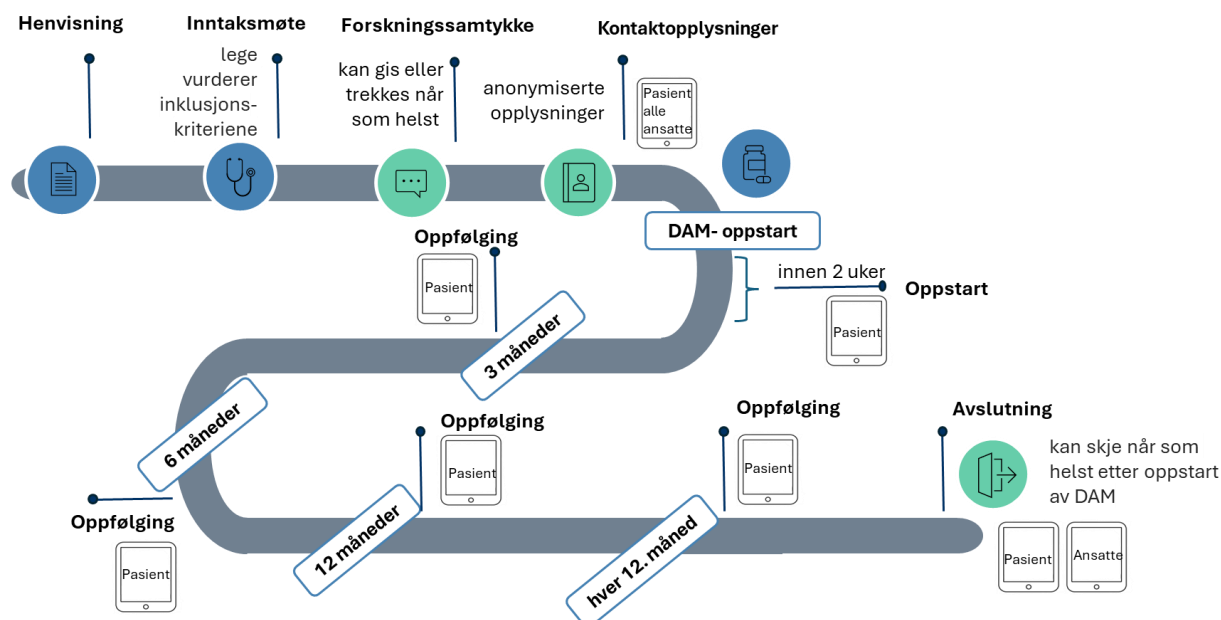 Henvisning
Inntaksmøte
lege
vurderer
inklusjons-
kriteriene
Forskningssamtykke
kan gis eller
trekkes når
som helst
Kontaktopplysninger
anonymiserte
opplysninger
Pasient
alle
ansatte
DAM- oppstart
innen 2 uker
Oppstart
Pasient
Oppfølging
Pasient
3 måneder
6 måneder
Oppfølging
Pasient
Oppfølging
Pasient
12 måneder
Oppfølging
Pasient
hver 12. måned
Avslutning
kan skje når som
helst etter oppstart
av DAM
Pasient
Ansatte